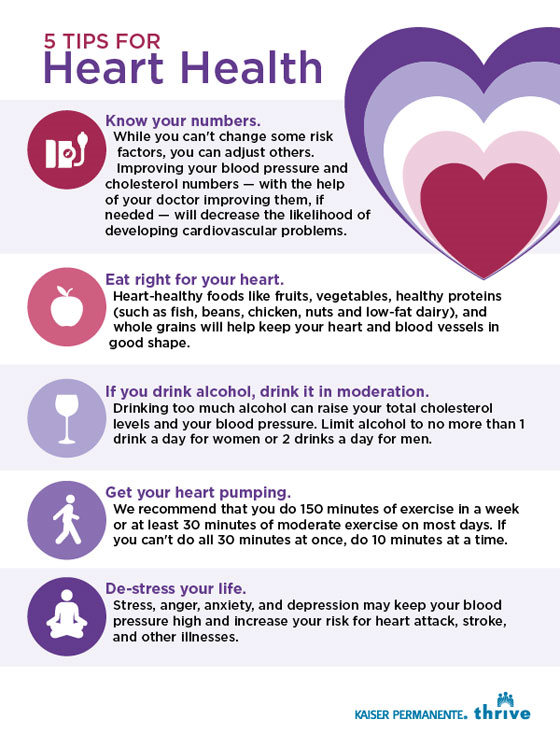 5 TIPS FOR
Heart Health
Know your numbers.
While you can't change some risk
factors, you can adjust others.
Improving your blood pressure and
cholesterol numbers — with the help
of your doctor improving them, if
needed — will decrease the likelihood of
developing cardiovascular problems.
Eat right for your heart.
Heart-healthy foods like fruits, vegetables, healthy proteins
(such as fish, beans, chicken, nuts and low-fat dairy), and
whole grains will help keep your heart and blood vessels in
good shape.
If you drink alcohol, drink it in moderation.
Drinking too much alcohol can raise your total cholesterol
levels and your blood pressure. Limit alcohol to no more than 1
drink a day for women or 2 drinks a day for men.
Get your heart pumping.
We recommend that you do 150 minutes of exercise in a week
or at least 30 minutes of moderate exercise on most days. If
you can't do all 30 minutes at once, do 10 minutes at a time.
De-stress your life.
Stress, anger, anxiety, and depression may keep your blood
pressure high and increase your risk for heart attack, stroke,
and other illnesses.
KAISER PERMANENTE. thrive